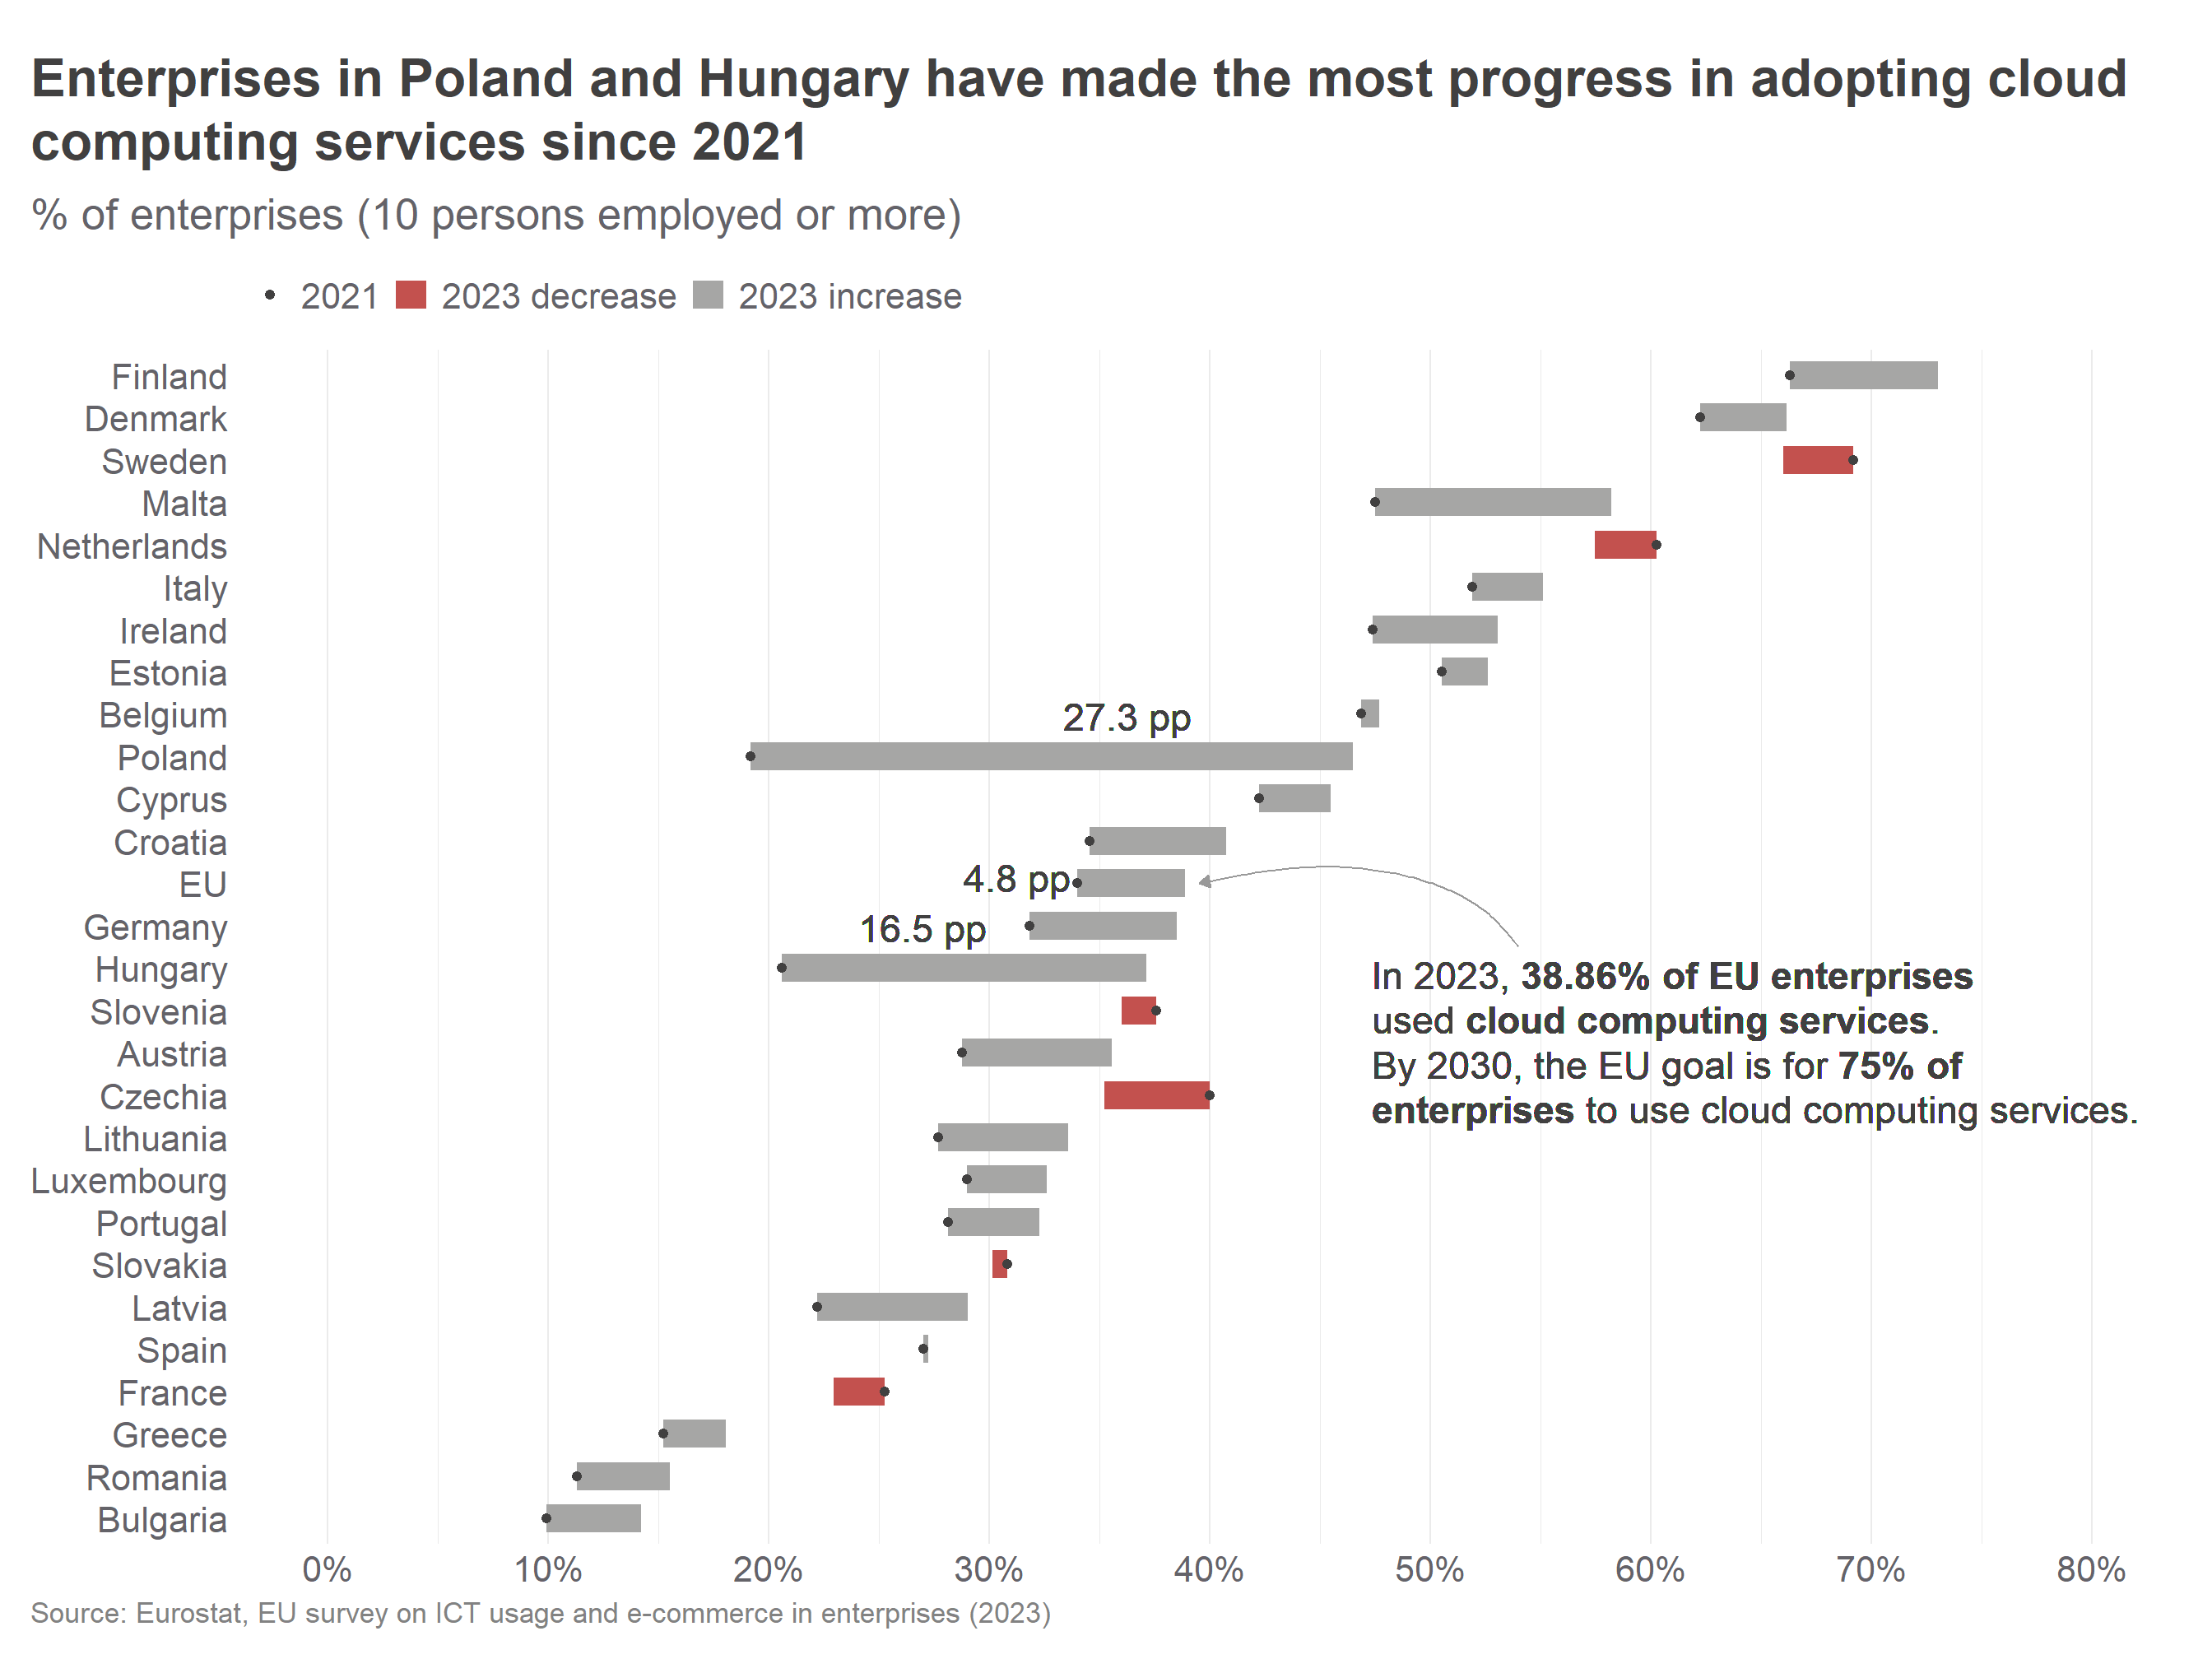 Enterprises in Poland and Hungary have made the most progress in adopting cloud
computing services since 2021
% of enterprises (10 persons employed or more)
2021 2023 decrease 2023 increase
Finland
Denmark
Sweden
Malta
Netherlands
Italy
Ireland
Estonia
Belgium
27.3 pp
Poland
Cyprus
Croatia
EU 4.8 pp
Germany 16.5 pp
Hungary
In 2023, 38.86% of EU enterprises
Slovenia
used cloud computing services.
Austria
By 2030, the EU goal is for 75% of
Czechia
enterprises to use cloud computing services.
Lithuania
Luxembourg
Portugal
Slovakia
Latvia
Spain
France
Greece
Romania
Bulgaria
0% 10% 20% 30% 40% 50% 60% 70% 80%
Source: Eurostat, EU survey on ICT usage and e-commerce in enterprises (2023)